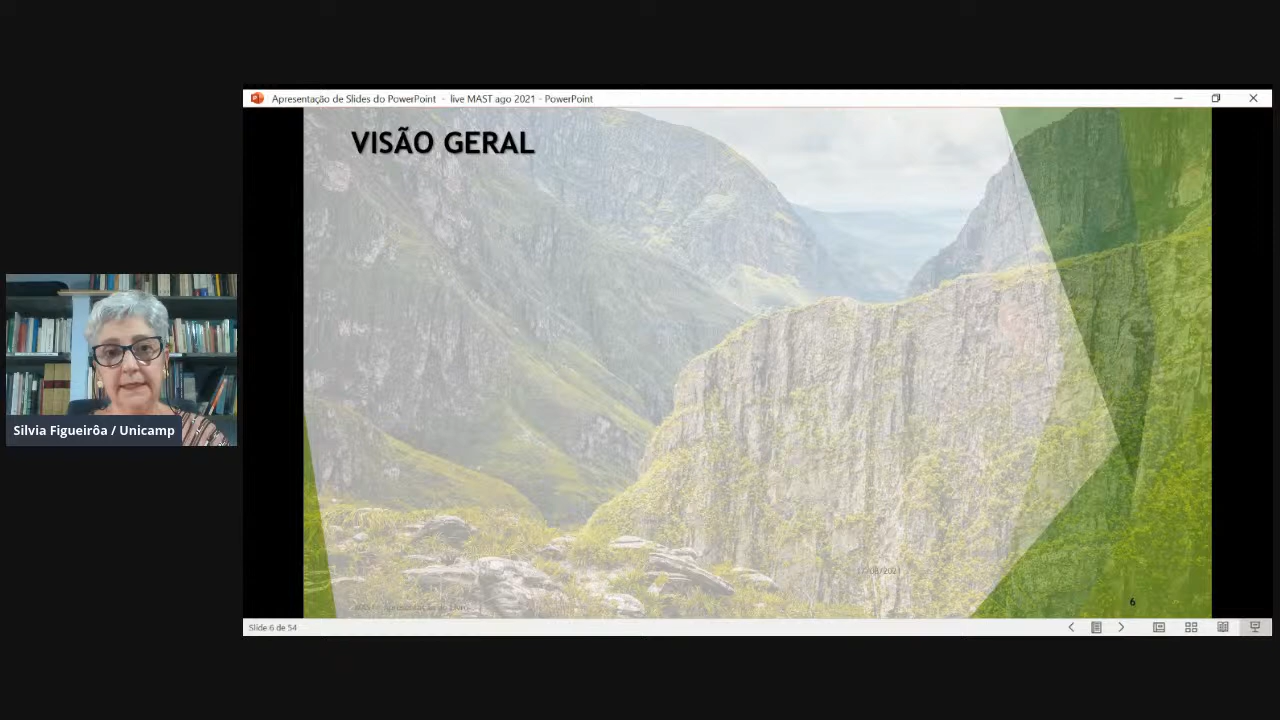 Apresentação de Slides do PowerPoint - live MAST ago 2021 - PowerPoint
VISÃO GERAL
Silvia Figueirôa / Unicamp
6
Slide 6 de 54